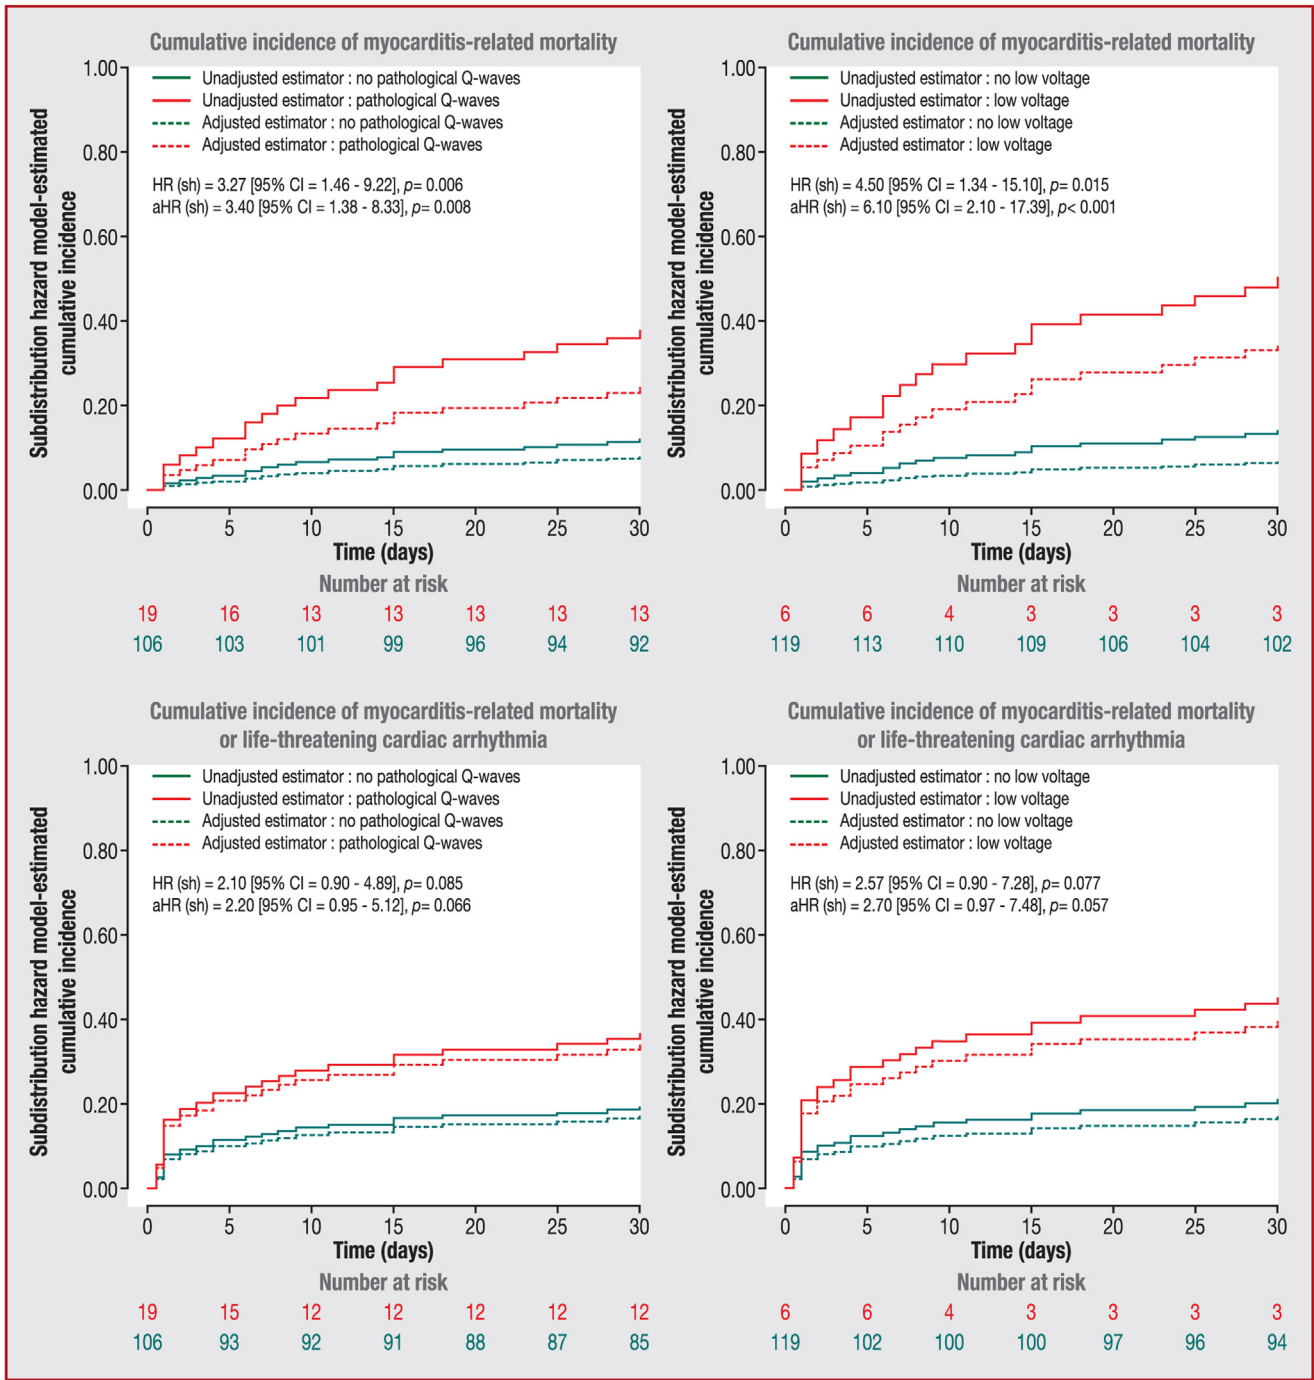 Cumulative incidence of myocarditis-related mortality
1.00
0.80
0.60
0.40
0.20
0.00
Subdistribution hazard model-estimated
cumulative incidence
Unadjusted estimator : no pathological Q-waves
Unadjusted estimator : pathological Q-waves
Adjusted estimator : no pathological Q-waves
Adjusted estimator : pathological Q-waves
HR (sh) = 3.27 [95% CI = 1.46 - 9.22], p= 0.006
aHR (sh) = 3.40 [95% CI = 1.38 - 8.33], p= 0.008
0 5 10 15 20 25 30
Time (days)
Number at risk
19 16 13 13 13 13 13
106 103 101 99 96 94 92
Cumulative incidence of myocarditis-related mortality
1.00
0.80
0.60
0.40
0.20
0.00
Subdistribution hazard model-estimated
cumulative incidence
Unadjusted estimator : no low voltage
Unadjusted estimator : low voltage
Adjusted estimator : no low voltage
Adjusted estimator : low voltage
HR (sh) = 4.50 [95% CI = 1.34 - 15.10], p= 0.015
aHR (sh) = 6.10 [95% CI = 2.10 - 17.39], p< 0.001
0 5 10 15 20 25 30
Time (days)
Number at risk
6 6 4 3 3 3 3
119 113 110 109 106 104 102
Cumulative incidence of myocarditis-related mortality
or life-threatening cardiac arrhythmia
1.00
0.80
0.60
0.40
0.20
0.00
Subdistribution hazard model-estimated
cumulative incidence
Unadjusted estimator : no pathological Q-waves
Unadjusted estimator : pathological Q-waves
Adjusted estimator : no pathological Q-waves
Adjusted estimator : pathological Q-waves
HR (sh) = 2.10 [95% CI = 0.90 - 4.89], p= 0.085
aHR (sh) = 2.20 [95% CI = 0.95 - 5.12], p= 0.066
0 5 10 15 20 25 30
Time (days)
Number at risk
19 15 12 12 12 12 12
106 93 92 91 88 87 85
Cumulative incidence of myocarditis-related mortality
or life-threatening cardiac arrhythmia
1.00
0.80
0.60
0.40
0.20
0.00
Subdistribution hazard model-estimated
cumulative incidence
Unadjusted estimator : no low voltage
Unadjusted estimator : low voltage
Adjusted estimator : no low voltage
Adjusted estimator : low voltage
HR (sh) = 2.57 [95% CI = 0.90 - 7.28], p= 0.077
aHR (sh) = 2.70 [95% CI = 0.97 - 7.48], p= 0.057
0 5 10 15 20 25 30
Time (days)
Number at risk
6 6 4 3 3 3 3
119 102 100 100 97 96 94